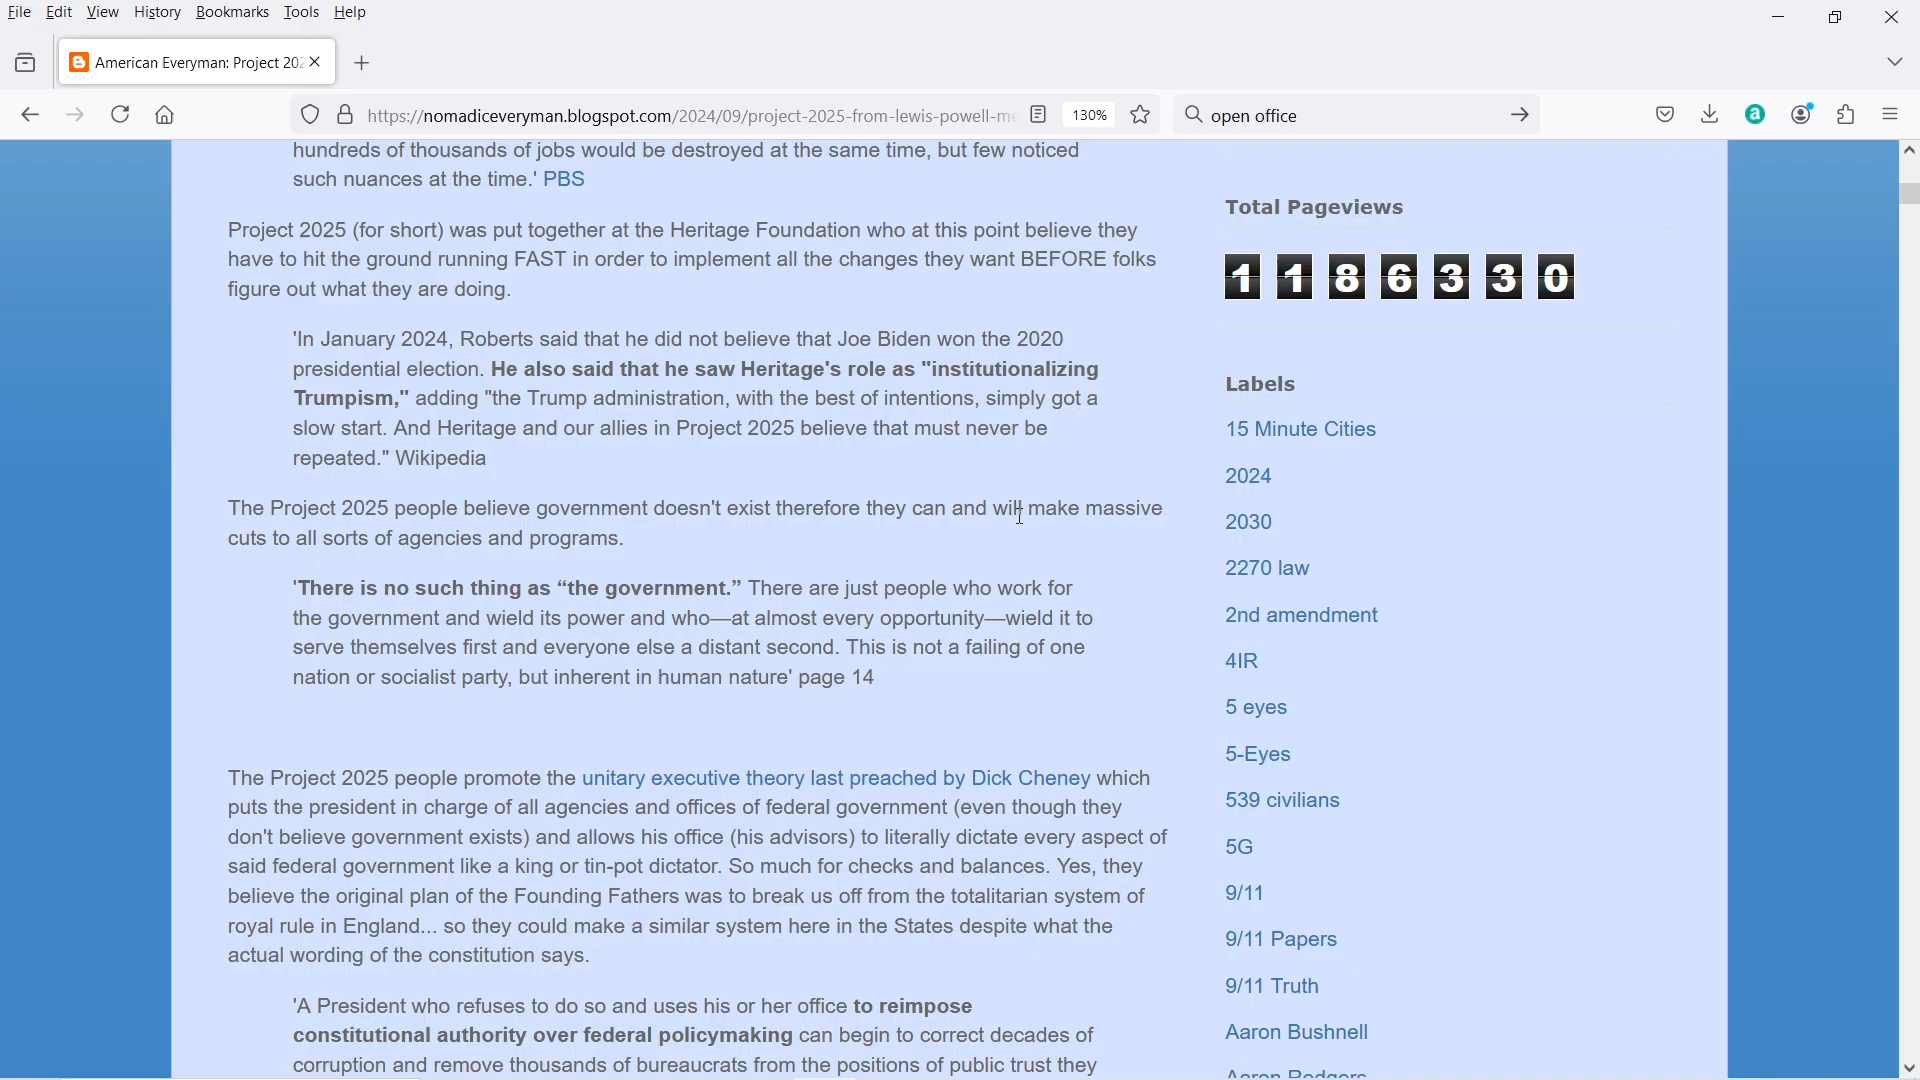 File Edit View History Bookmarks Tools Help
American Everyman: Project 202
https://nomadiceveryman.blogspot.com/2024/09/project-2025-from-lewis-powell-me
130%
open office
hundreds of thousands of jobs would be destroyed at the same time, but few noticed
such nuances at the time.' PBS
Project 2025 (for short) was put together at the Heritage Foundation who at this point believe they
have to hit the ground running FAST in order to implement all the changes they want BEFORE folks
figure out what they are doing.
'In January 2024, Roberts said that he did not believe that Joe Biden won the 2020
presidential election. He also said that he saw Heritage's role as "institutionalizing
Trumpism," adding "the Trump administration, with the best of intentions, simply got a
slow start. And Heritage and our allies in Project 2025 believe that must never be
repeated." Wikipedia
The Project 2025 people believe government doesn't exist therefore they can and will make massive
cuts to all sorts of agencies and programs.
'There is no such thing as “the government.” There are just people who work for
the government and wield its power and who—at almost every opportunity—wield it to
serve themselves first and everyone else a distant second. This is not a failing of one
nation or socialist party, but inherent in human nature' page 14
The Project 2025 people promote the unitary executive theory last preached by Dick Cheney which
puts the president in charge of all agencies and offices of federal government (even though they
don't believe government exists) and allows his office (his advisors) to literally dictate every aspect of
said federal government like a king or tin-pot dictator. So much for checks and balances. Yes, they
believe the original plan of the Founding Fathers was to break us off from the totalitarian system of
royal rule in England... so they could make a similar system here in the States despite what the
actual wording of the constitution says.
'A President who refuses to do so and uses his or her office to reimpose
constitutional authority over federal policymaking can begin to correct decades of
corruption and remove thousands of bureaucrats from the positions of public trust they
Total Pageviews
1 1 8 6 3 3 0
Labels
15 Minute Cities
2024
2030
2270 law
2nd amendment
4IR
5 eyes
5-Eyes
539 civilians
5G
9/11
9/11 Papers
9/11 Truth
Aaron Bushnell
Aaron Rodgers